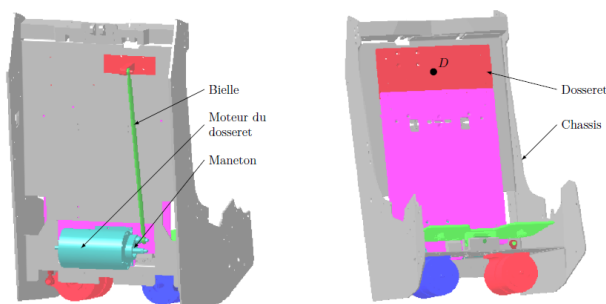 Bielle
Moteur du
dosseret
Maneton
D
Dosseret
Chassis